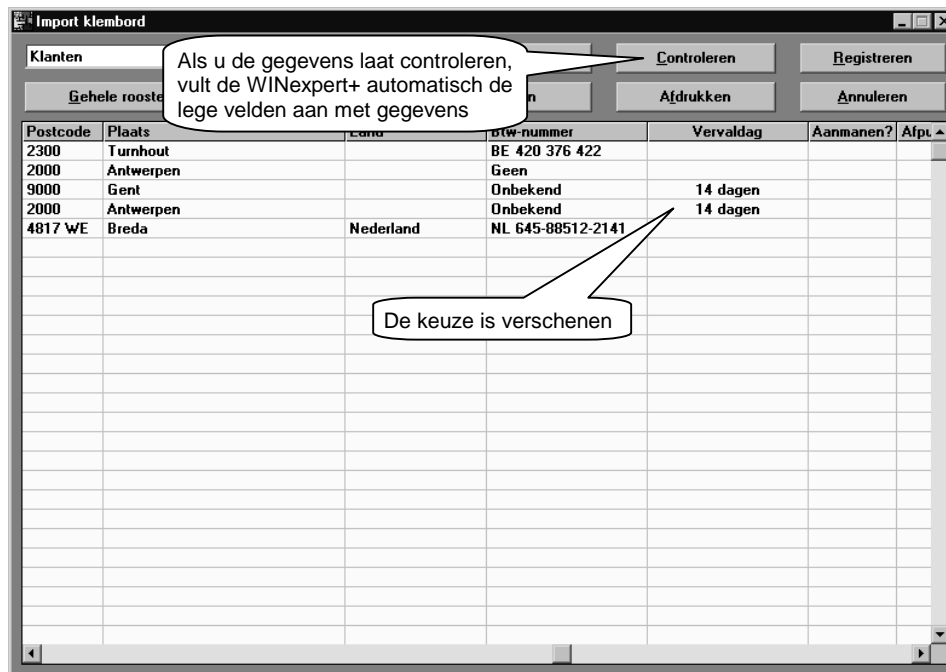 Import klembord
Klanten
Als u de gegevens laat controleren,
vult de WINexpert+ automatisch de
lege velden aan met gegevens
Controleren
Registreren
Gehele rooste
n
Afdrukken
Annuleren
Postcode Plaats Land Btw-nummer Vervaldag Aanmanen? Afpu
2300 Turnhout BE 420 376 422
2000 Antwerpen Geen
9000 Gent Onbekend 14 dagen
2000 Antwerpen Onbekend 14 dagen
4817 WE Breda Nederland NL 645-88512-2141
De keuze is verschenen